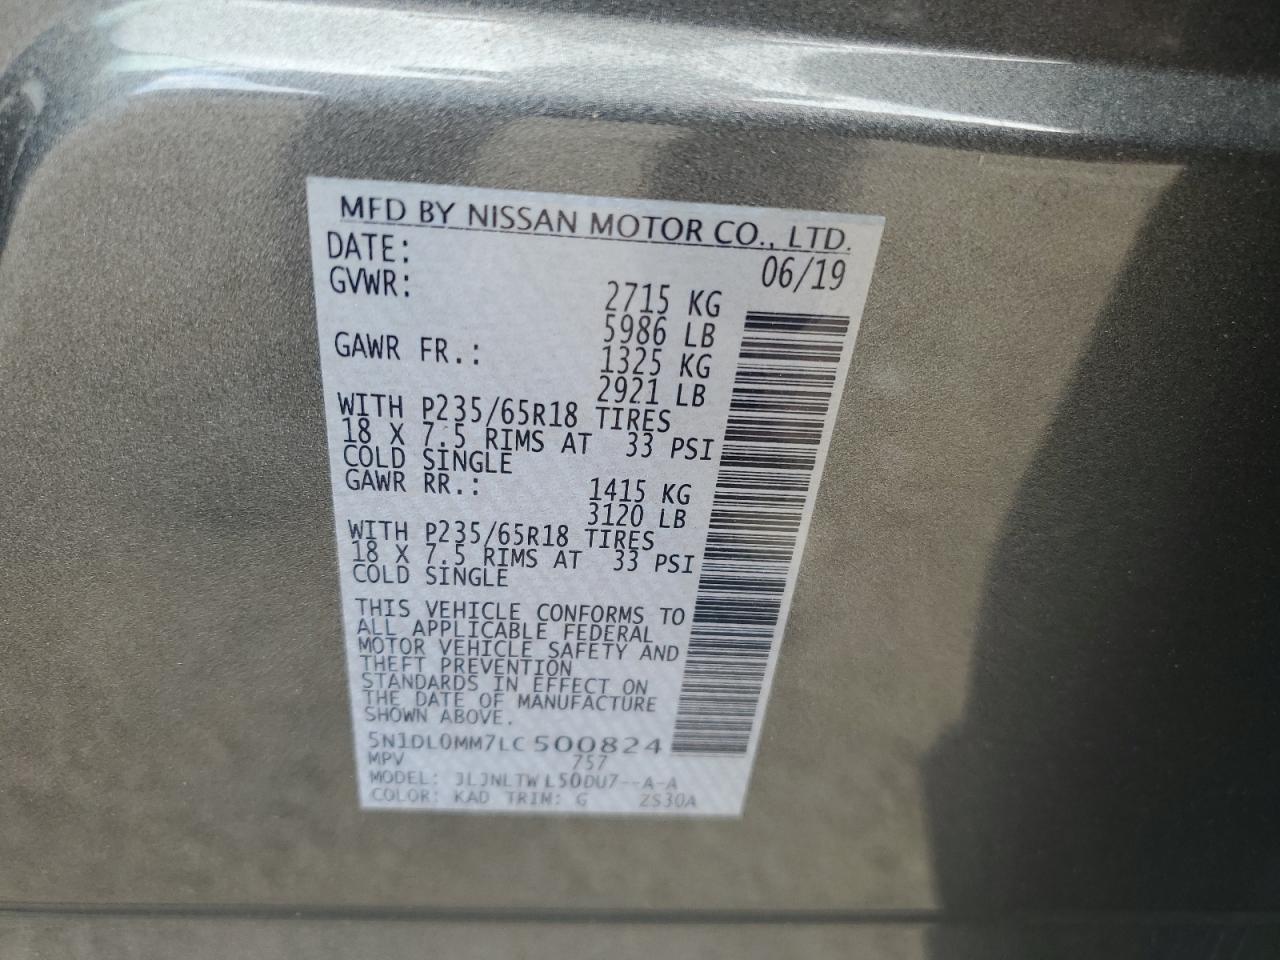 MFD BY NISSAN MOTOR CO., LTD.
DATE: 06/19
GVWR: 2715 KG
5986 LB
GAWR FR.: 1325 KG
2921 LB
WITH P235/65R18 TIRES
18 X 7.5 RIMS AT 33 PSI
COLD SINGLE
GAWR RR.: 1415 KG
3120 LB
WITH P235/65R18 TIRES
18 X 7.5 RIMS AT 33 PSI
COLD SINGLE
THIS VEHICLE CONFORMS TO
ALL APPLICABLE FEDERAL
MOTOR VEHICLE SAFETY AND
THEFT PREVENTION
STANDARDS IN EFFECT ON
THE DATE OF MANUFACTURE
SHOWN ABOVE.
5N1DL0MM7LC500824
MPV 757
MODEL: JLJNLTWL50DU7--A-A
COLOR: KAD TRIM: G ZS30A